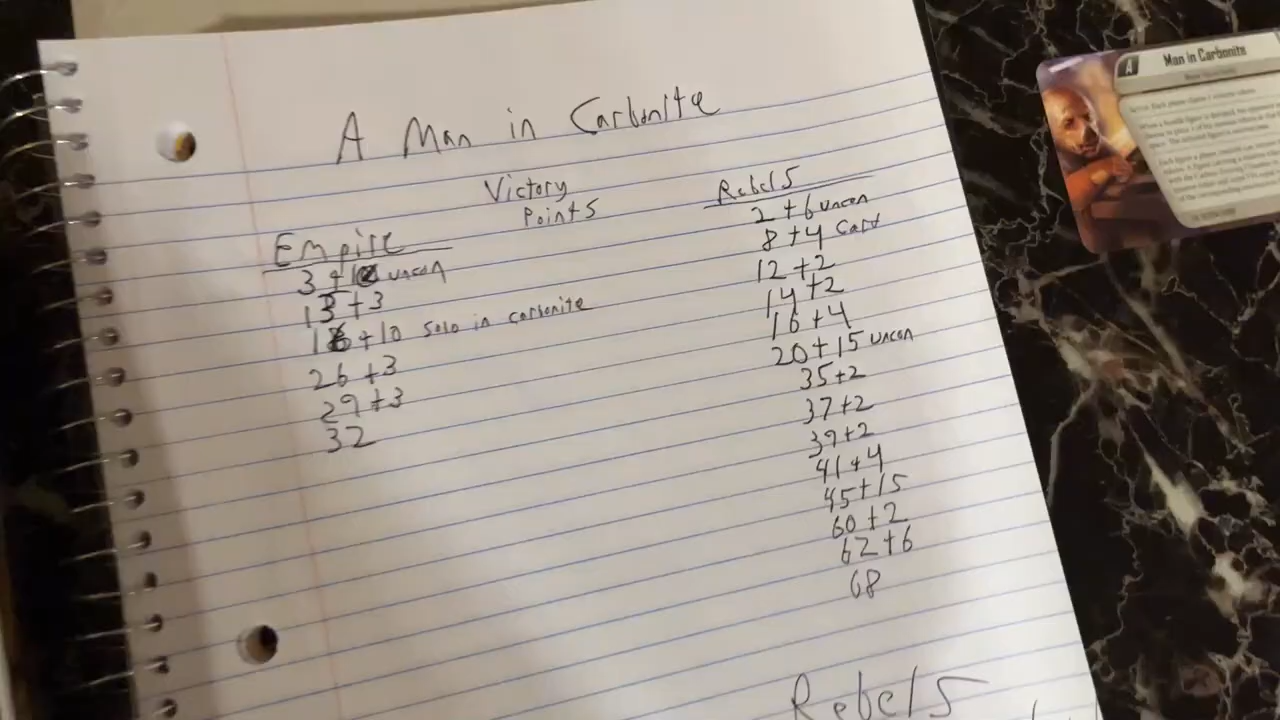 A Man in Carbonite
Victory
Points
Empire
3 + 10 uncon
13 + 3
16 + 10 Solo in carbonite
26 + 3
29 + 3
32
Rebels
2 + 6 uncon
8 + 4 Card
12 + 2
14 + 2
16 + 4
20 + 15 uncon
35 + 2
37 + 2
39 + 2
41 + 4
45 + 15
60 + 2
62 + 6
68
Rebels
A Man in Carbonite